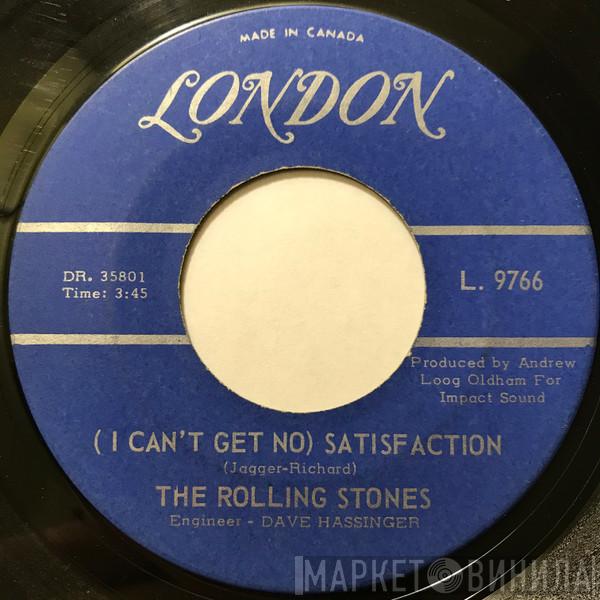 MADE IN CANADA
LONDON
DR. 35801
Time: 3:45
L. 9766
Produced by Andrew
Loog Oldham For
Impact Sound
( I CAN'T GET NO) SATISFACTION
(Jagger-Richard)
THE ROLLING STONES
Engineer - DAVE HASSINGER
МАРКЕТ ВИНИЛА